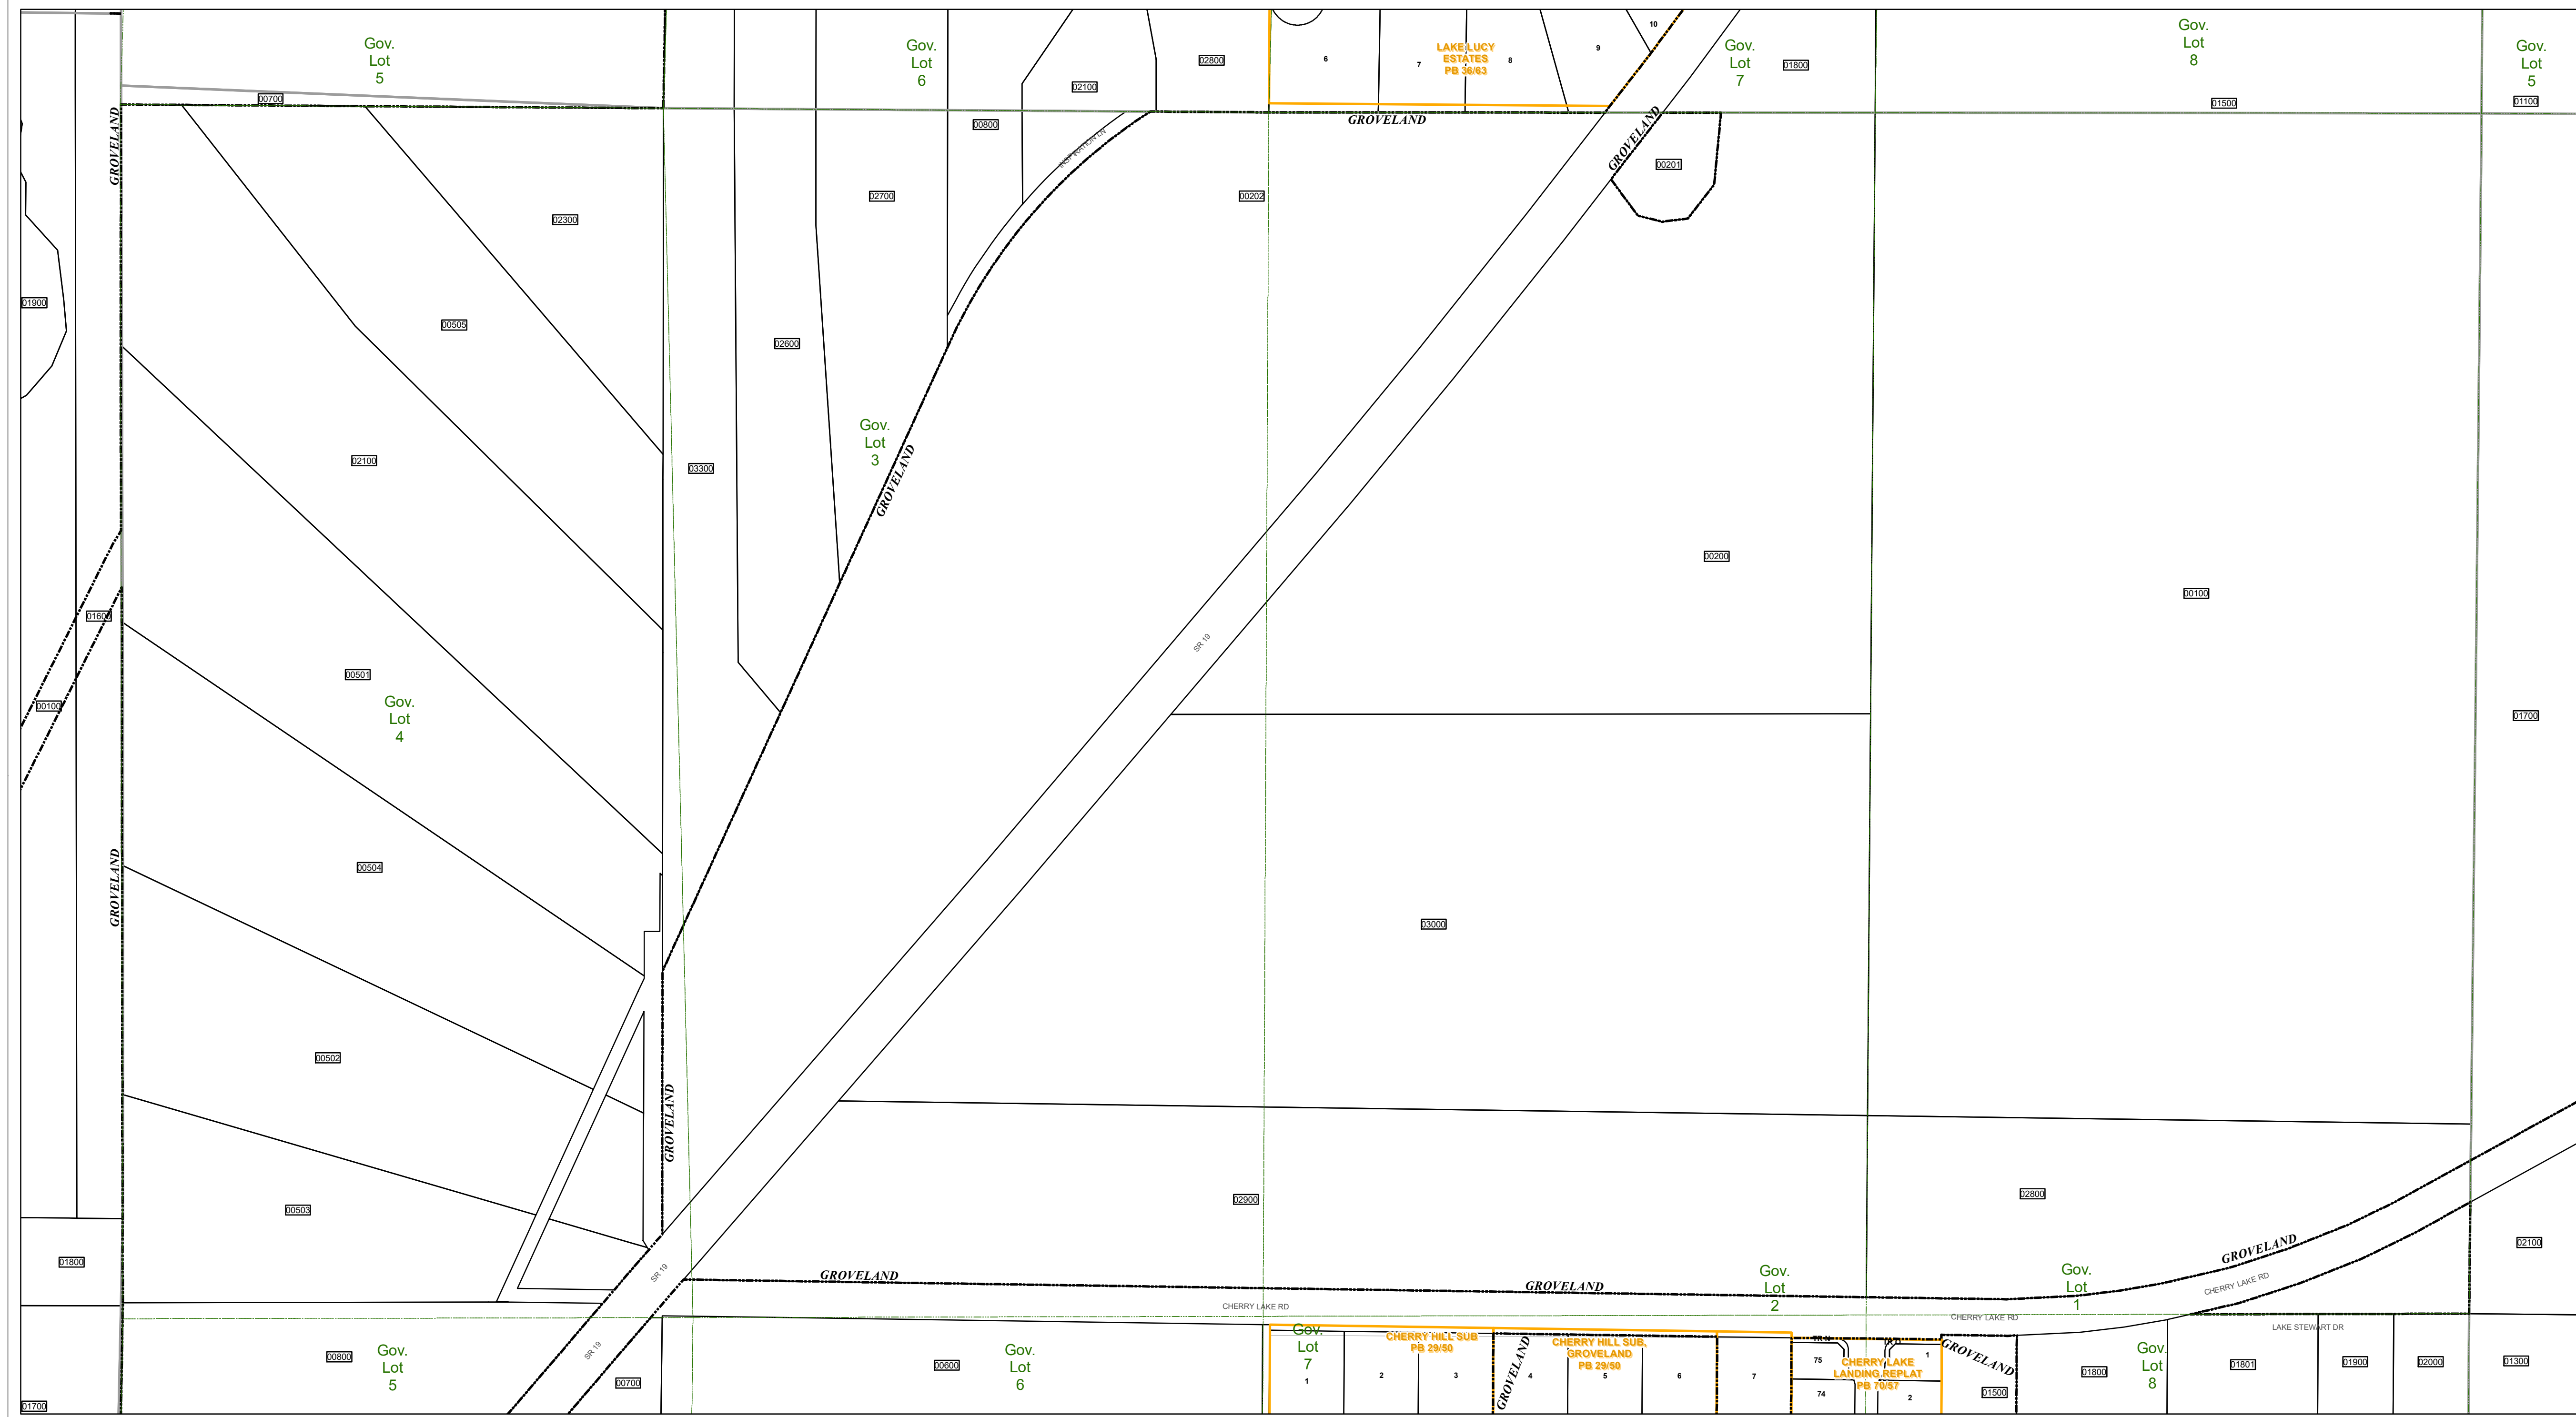 Gov.
Lot
5
Gov.
Lot
6
02800
6
LAKE LUCY
ESTATES
PB 36/63
7
8
9
10
Gov.
Lot
7
01800
Gov.
Lot
8
Gov.
Lot
5
00700
02100
01500
01100
GROVELAND
00800
INSPIRATION LN
GROVELAND
GROVELAND
00201
02300
02700
00202
01900
00505
02600
Gov.
Lot
3
GROVELAND
02100
03300
00200
00100
01600
SR 19
00501
Gov.
Lot
4
00100
01700
GROVELAND
00504
03000
00502
GROVELAND
00503
02900
02800
01800
SR 19
GROVELAND
GROVELAND
Gov.
Lot
2
Gov.
Lot
1
GROVELAND
CHERRY LAKE RD
02100
CHERRY LAKE RD
CHERRY LAKE RD
LAKE STEWART DR
SR 19
00800
Gov.
Lot
5
00700
00600
Gov.
Lot
6
Gov.
Lot
7
1
2
CHERRY HILL SUB
PB 29/50
3
GROVELAND
4
CHERRY HILL SUB,
GROVELAND
PB 29/50
5
6
7
TR N
75
74
CHERRY LAKE
LANDING REPLAT
PB 70/57
1
2
GROVELAND
01500
01800
Gov.
Lot
8
01801
01900
02000
01300
01700